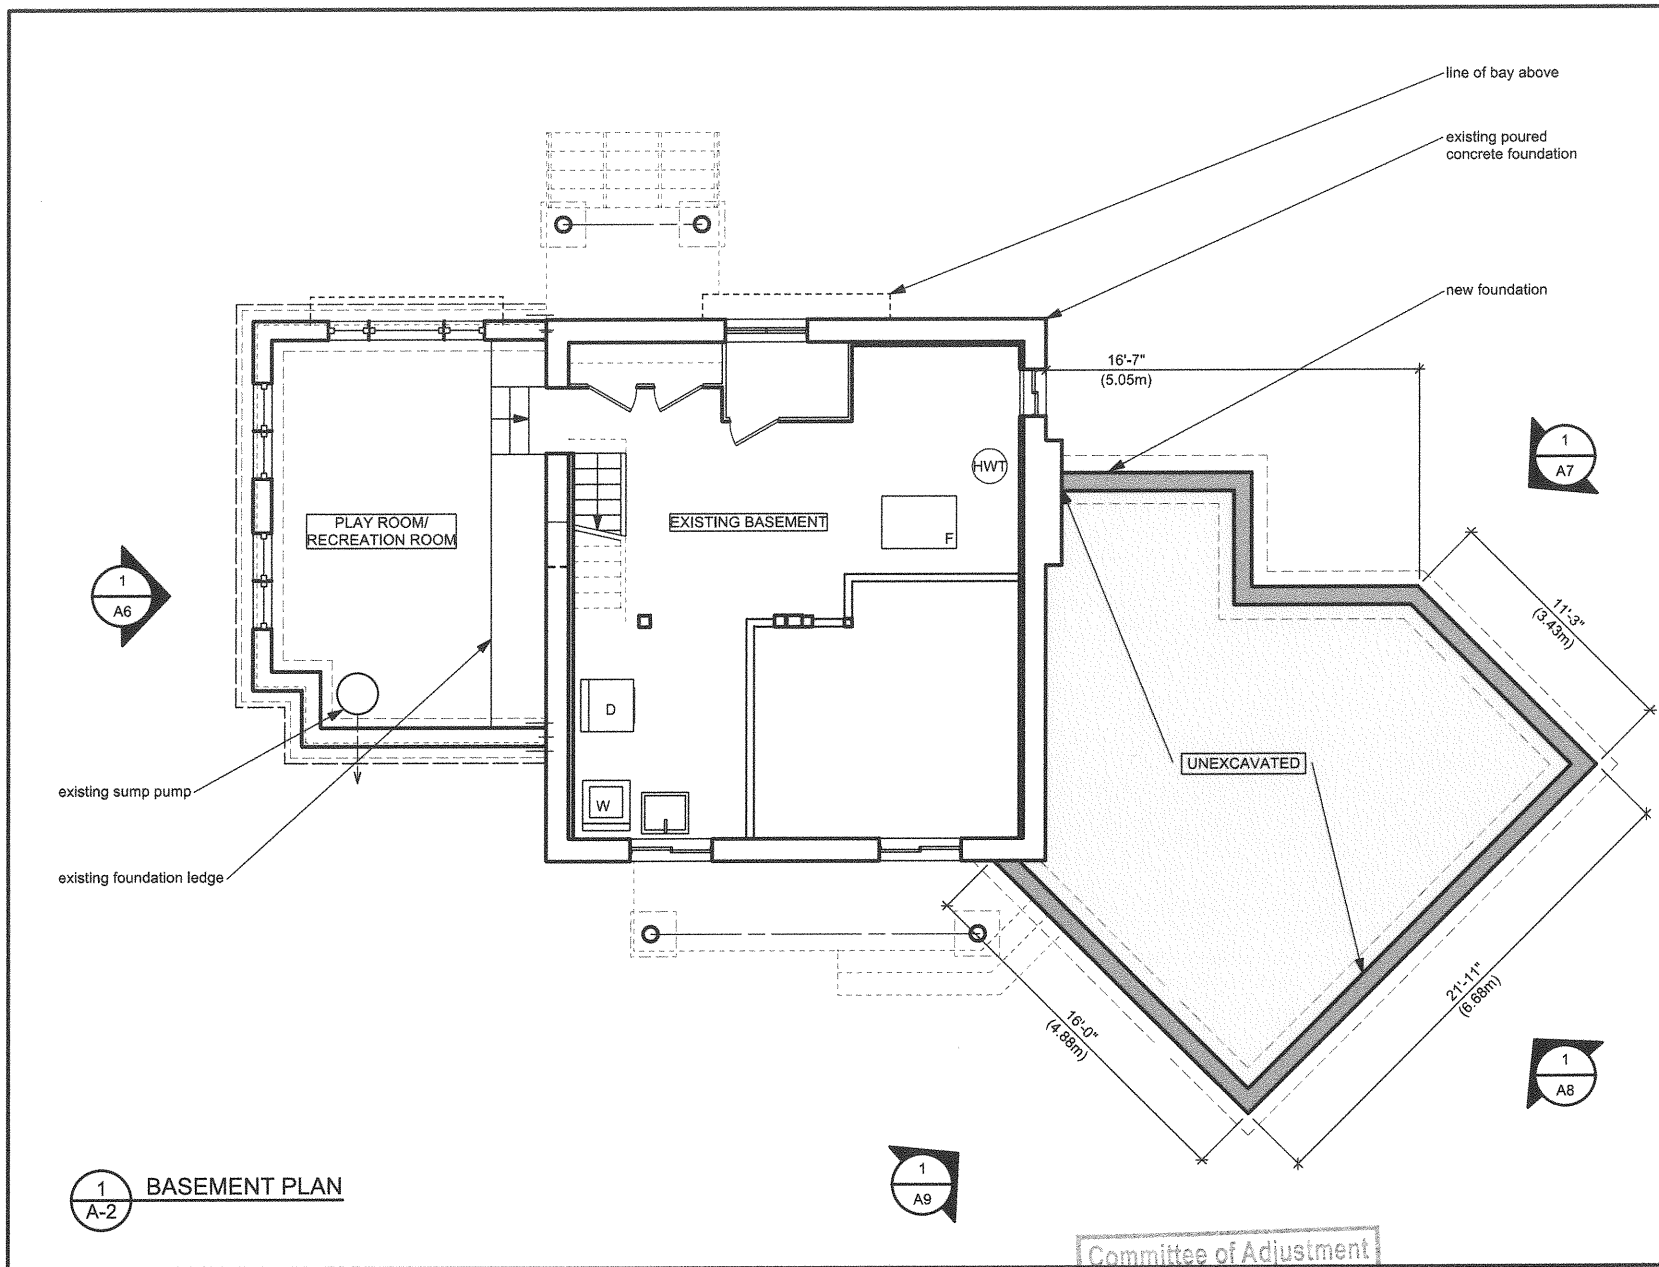 line of bay above
existing poured
concrete foundation
new foundation
16'-7"
(5.05m)
1
A7
HWT
PLAY ROOM/
RECREATION ROOM
EXISTING BASEMENT
F
11'-3"
(3.43m)
1
A6
D
UNEXCAVATED
existing sump pump
W
existing foundation ledge
21'-11"
(6.68m)
16'-0"
(4.88m)
1
A8
1
A9
1
A-2
BASEMENT PLAN
Committee of Adjustment